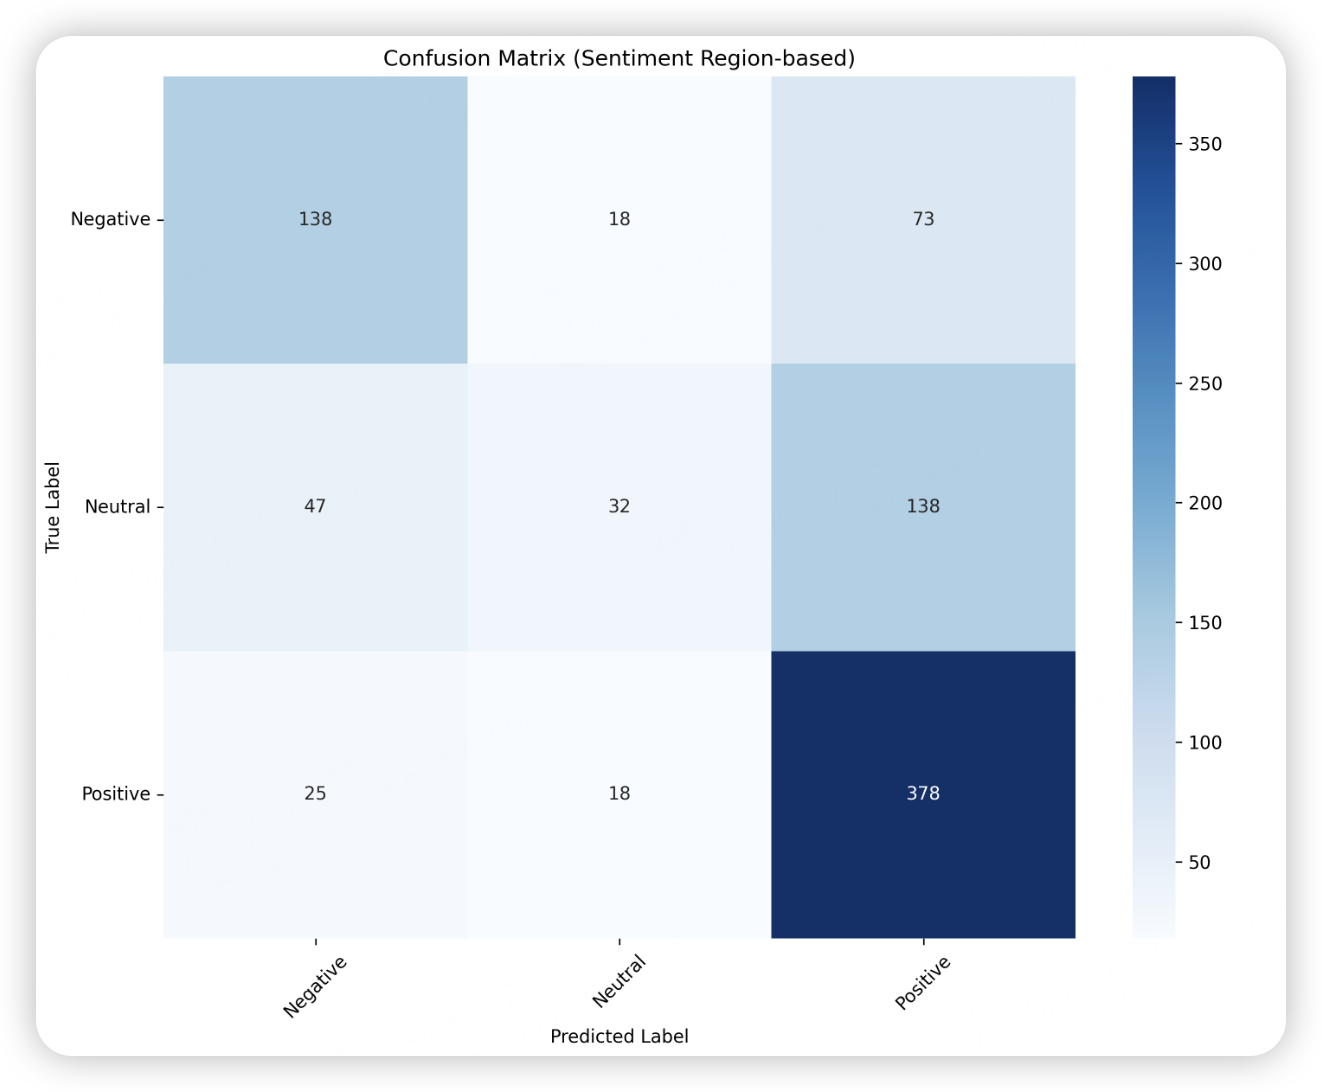 Confusion Matrix (Sentiment Region-based)
True Label
Negative 138 18 73
Neutral 47 32 138
Positive 25 18 378
Negative Neutral Positive
Predicted Label
350
300
250
200
150
100
50